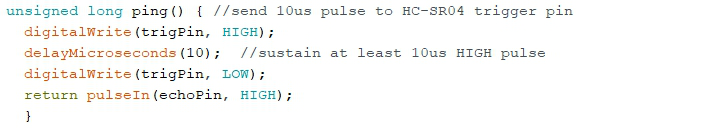 unsigned long ping() { //send 10us pulse to HC-SR04 trigger pin
digitalWrite(trigPin, HIGH);
delayMicroseconds(10);  //sustain at least 10us HIGH pulse
digitalWrite(trigPin, LOW);
return pulseIn(echoPin, HIGH);
}